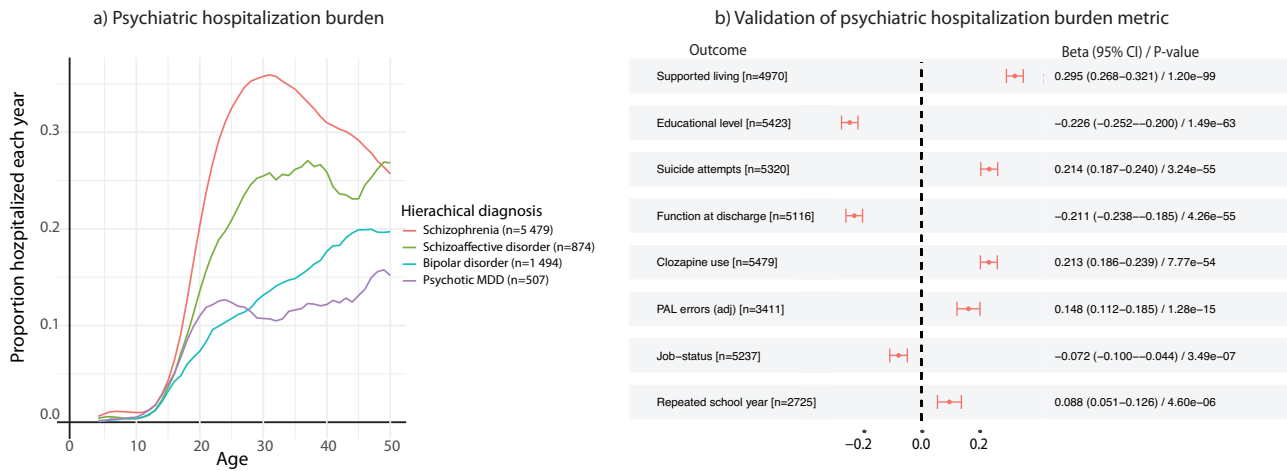 a) Psychiatric hospitalization burden
Proportion hozpitalized each year
0.3
0.2
0.1
0.0
0
10
20
30
40
50
Age
Hierachical diagnosis
Schizophrenia (n=5 479)
Schizoaffective disorder (n=874)
Bipolar disorder (n=1 494)
Psychotic MDD (n=507)
b) Validation of psychiatric hospitalization burden metric
Outcome Beta (95% CI) / P-value
Supported living [n=4970] 0.295 (0.268−0.321) / 1.20e−99
Educational level [n=5423] −0.226 (−0.252−−0.200) / 1.49e−63
Suicide attempts [n=5320] 0.214 (0.187−0.240) / 3.24e−55
Function at discharge [n=5116] −0.211 (−0.238−−0.185) / 4.26e−55
Clozapine use [n=5479] 0.213 (0.186−0.239) / 7.77e−54
PAL errors (adj) [n=3411] 0.148 (0.112−0.185) / 1.28e−15
Job−status [n=5237] −0.072 (−0.100−−0.044) / 3.49e−07
Repeated school year [n=2725] 0.088 (0.051−0.126) / 4.60e−06
−0.2 0.0 0.2